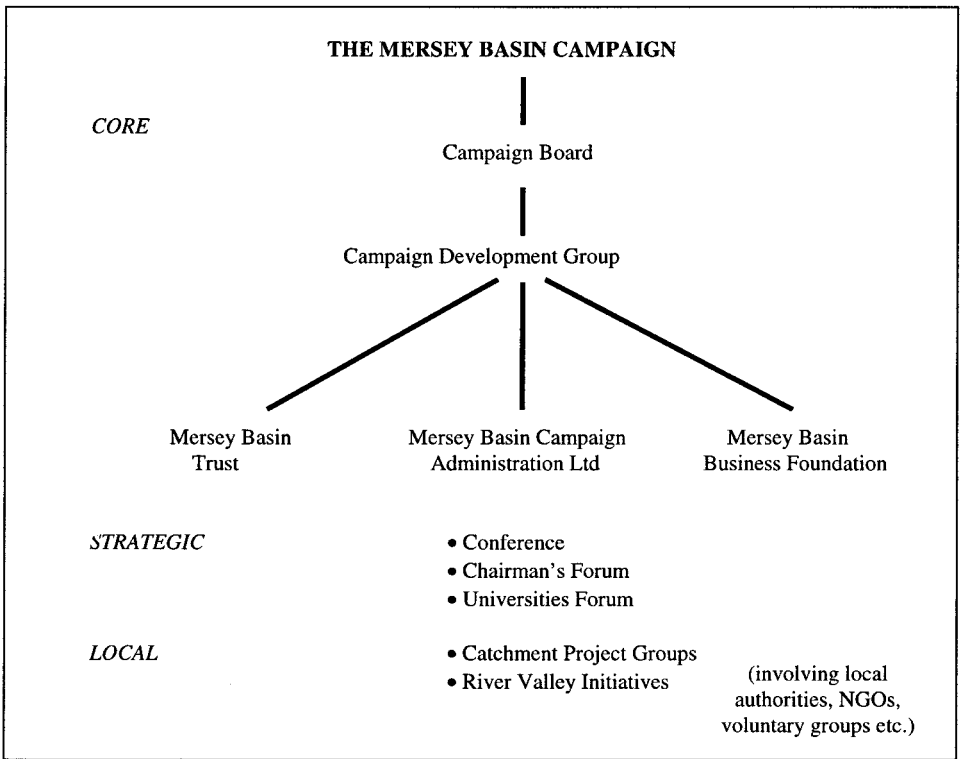 THE MERSEY BASIN CAMPAIGN
CORE
Campaign Board
Campaign Development Group
Mersey Basin
Trust
Mersey Basin Campaign
Administration Ltd
Mersey Basin
Business Foundation
STRATEGIC
• Conference
• Chairman's Forum
• Universities Forum
LOCAL
• Catchment Project Groups
• River Valley Initiatives
(involving local
authorities, NGOs,
voluntary groups etc.)